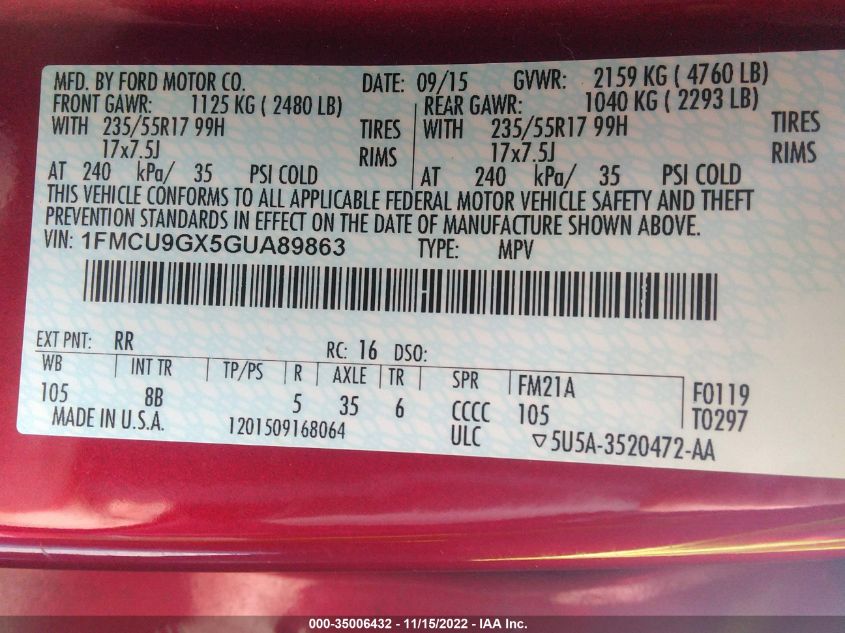 MFD. BY FORD MOTOR CO. DATE: 09/15 GVWR: 2159 KG ( 4760 LB)
FRONT GAWR: 1125 KG ( 2480 LB) REAR GAWR: 1040 KG ( 2293 LB)
WITH 235/55R17 99H TIRES WITH 235/55R17 99H TIRES
17x7.5J RIMS 17x7.5J RIMS
AT 240 kPa/ 35 PSI COLD AT 240 kPa/ 35 PSI COLD
THIS VEHICLE CONFORMS TO ALL APPLICABLE FEDERAL MOTOR VEHICLE SAFETY AND THEFT
PREVENTION STANDARDS IN EFFECT ON THE DATE OF MANUFACTURE SHOWN ABOVE.
VIN: 1FMCU9GX5GUA89863 TYPE: MPV
EXT PNT: RR RC: 16 DSO:
WB INT TR TP/PS R AXLE TR SPR FM21A F0119
105 8B 5 35 6 CCCC 105 T0297
MADE IN U.S.A. 1201509168064 ULC ▽5U5A-3520472-AA
000-35006432 - 11/15/2022 - IAA Inc.